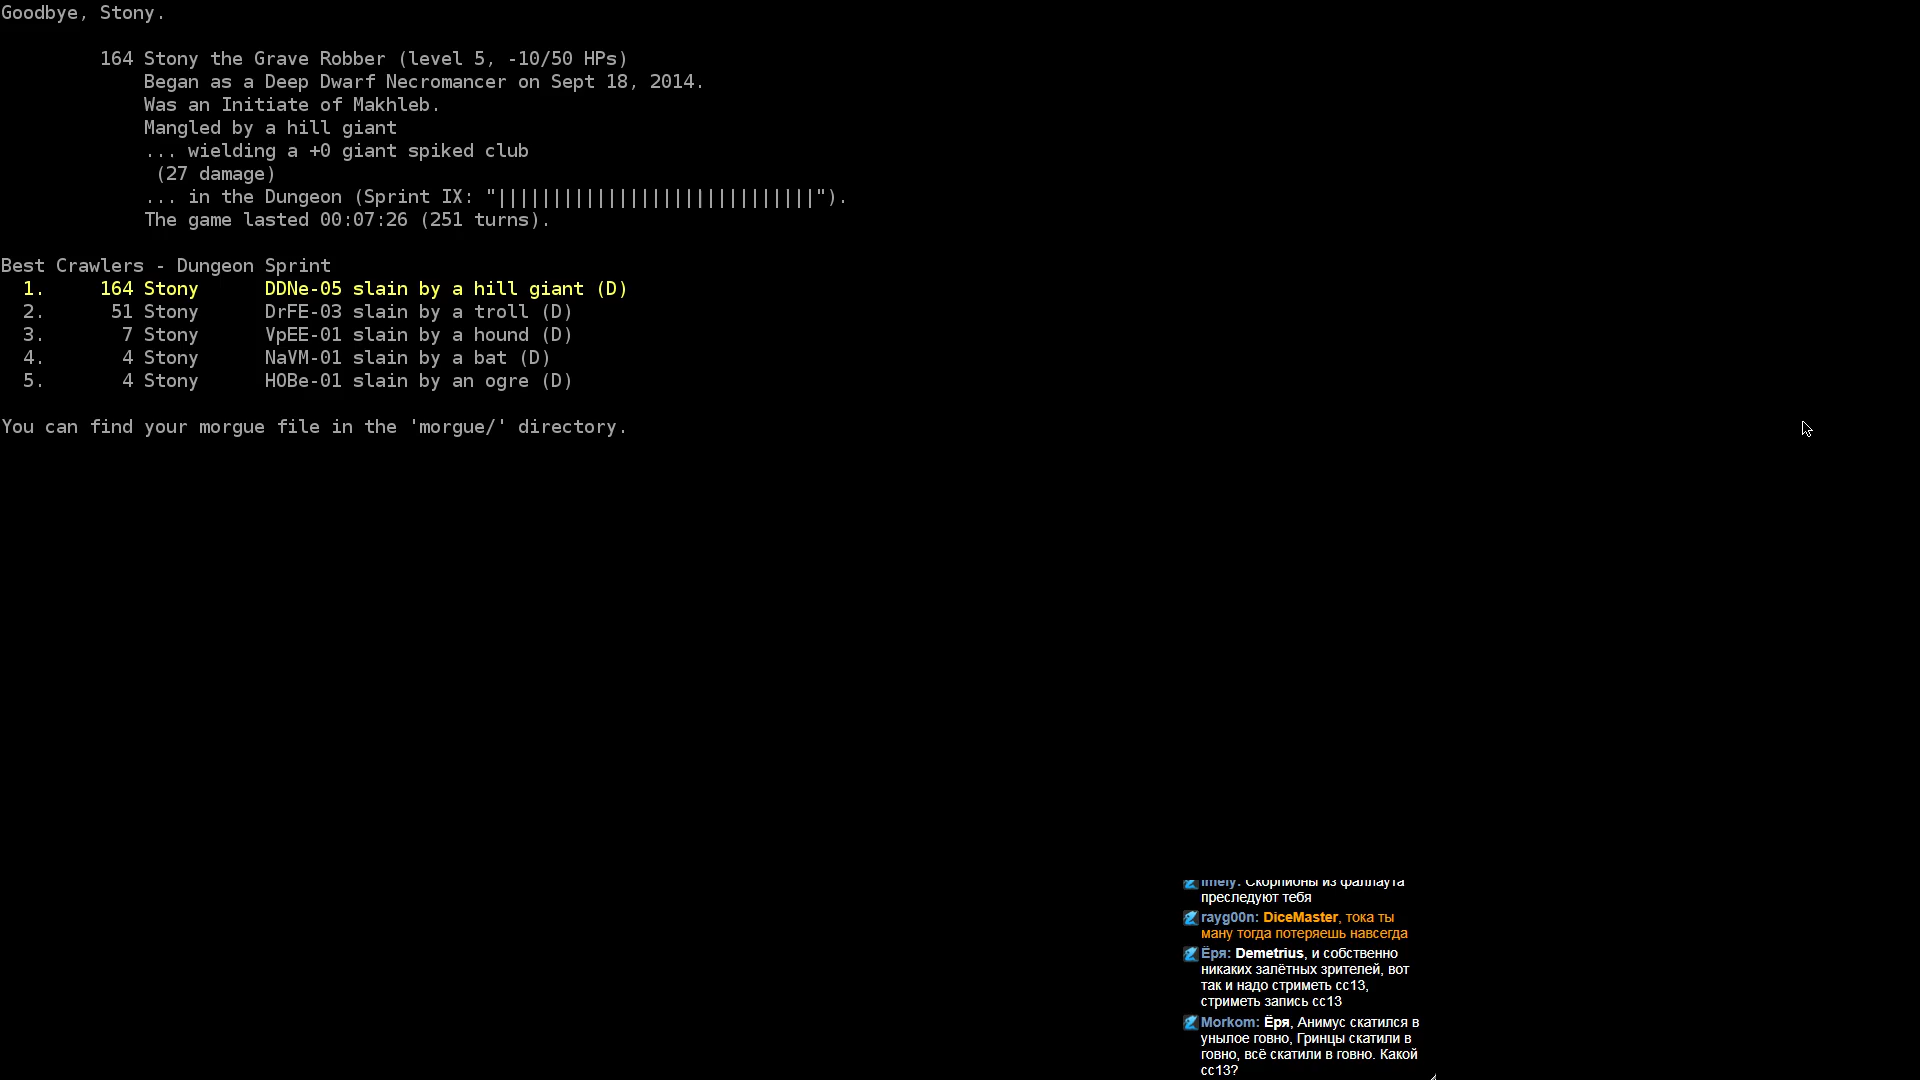 Goodbye, Stony.
164 Stony the Grave Robber (level 5, -10/50 HPs)
Began as a Deep Dwarf Necromancer on Sept 18, 2014.
Was an Initiate of Makhleb.
Mangled by a hill giant
... wielding a +0 giant spiked club
(27 damage)
... in the Dungeon (Sprint IX: "|||||||||||||||||||||||||||||").
The game lasted 00:07:26 (251 turns).
Best Crawlers - Dungeon Sprint
1. 164 Stony DDNe-05 slain by a hill giant (D)
2. 51 Stony DrFE-03 slain by a troll (D)
3. 7 Stony VpEE-01 slain by a hound (D)
4. 4 Stony NaVM-01 slain by a bat (D)
5. 4 Stony HOBe-01 slain by an ogre (D)
You can find your morgue file in the 'morgue/' directory.
imely: Скорпионы из фаллаута
преследуют тебя
rayg00n: DiceMaster, тока ты
ману тогда потеряешь навсегда
Ёря: Demetrius, и собственно
никаких залётных зрителей, вот
так и надо стриметь сс13,
стриметь запись сс13
Morkom: Ёря, Анимус скатился в
унылое говно, Гринцы скатили в
говно, всё скатили в говно. Какой
сс13?